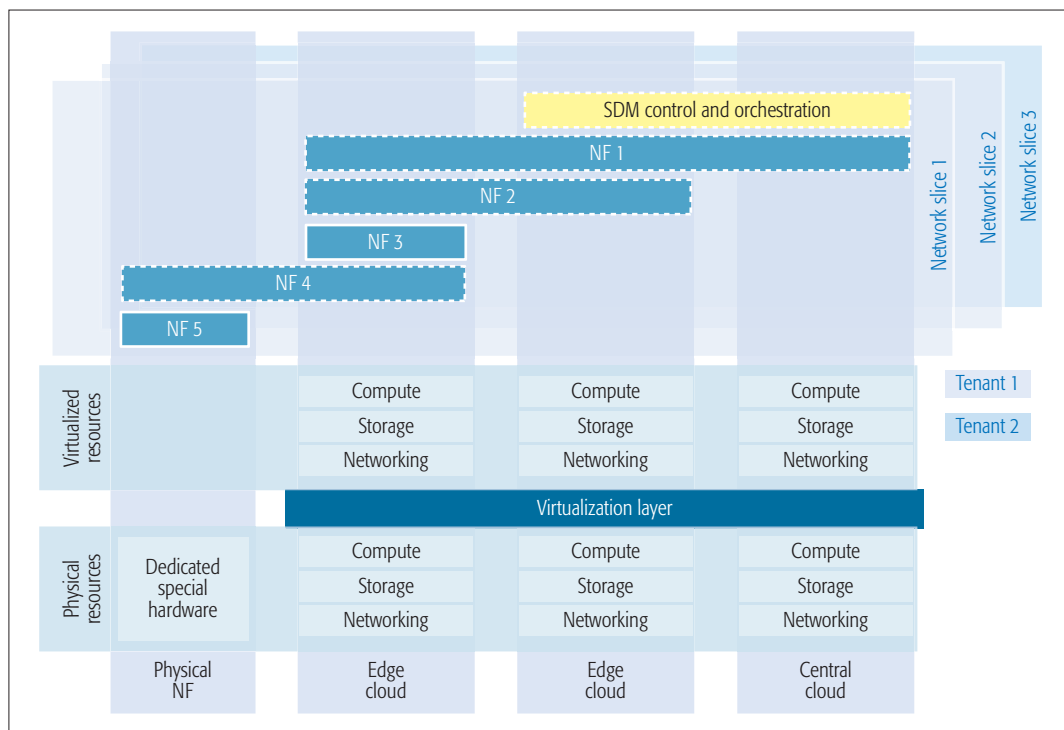 SDM control and orchestration
NF 1
NF 2
NF 3
NF 4
NF 5
Network slice 1
Network slice 2
Network slice 3
Virtualized
resources
Compute
Compute
Compute
Storage
Storage
Storage
Networking
Networking
Networking
Tenant 1
Tenant 2
Virtualization layer
Physical
resources
Dedicated
special
hardware
Compute
Compute
Compute
Storage
Storage
Storage
Networking
Networking
Networking
Physical
NF
Edge
cloud
Edge
cloud
Central
cloud